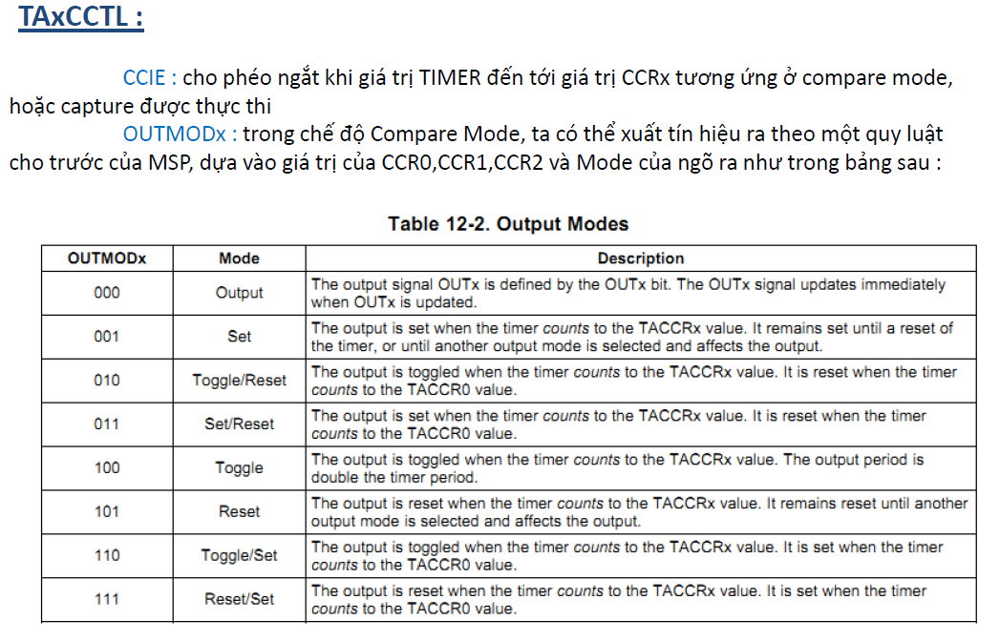 TAxCCTL :
CCIE : cho phéo ngắt khi giá trị TIMER đến tới giá trị CCRx tương ứng ở compare mode,
hoặc capture được thực thi
OUTMODx : trong chế độ Compare Mode, ta có thể xuất tín hiệu ra theo một quy luật
cho trước của MSP, dựa vào giá trị của CCR0,CCR1,CCR2 và Mode của ngõ ra như trong bảng sau :
Table 12-2. Output Modes
OUTMODx Mode Description
000 Output The output signal OUTx is defined by the OUTx bit. The OUTx signal updates immediately
when OUTx is updated.
001 Set The output is set when the timer counts to the TACCRx value. It remains set until a reset of
the timer, or until another output mode is selected and affects the output.
010 Toggle/Reset The output is toggled when the timer counts to the TACCRx value. It is reset when the timer
counts to the TACCR0 value.
011 Set/Reset The output is set when the timer counts to the TACCRx value. It is reset when the timer
counts to the TACCR0 value.
100 Toggle The output is toggled when the timer counts to the TACCRx value. The output period is
double the timer period.
101 Reset The output is reset when the timer counts to the TACCRx value. It remains reset until another
output mode is selected and affects the output.
110 Toggle/Set The output is toggled when the timer counts to the TACCRx value. It is set when the timer
counts to the TACCR0 value.
111 Reset/Set The output is reset when the timer counts to the TACCRx value. It is set when the timer
counts to the TACCR0 value.